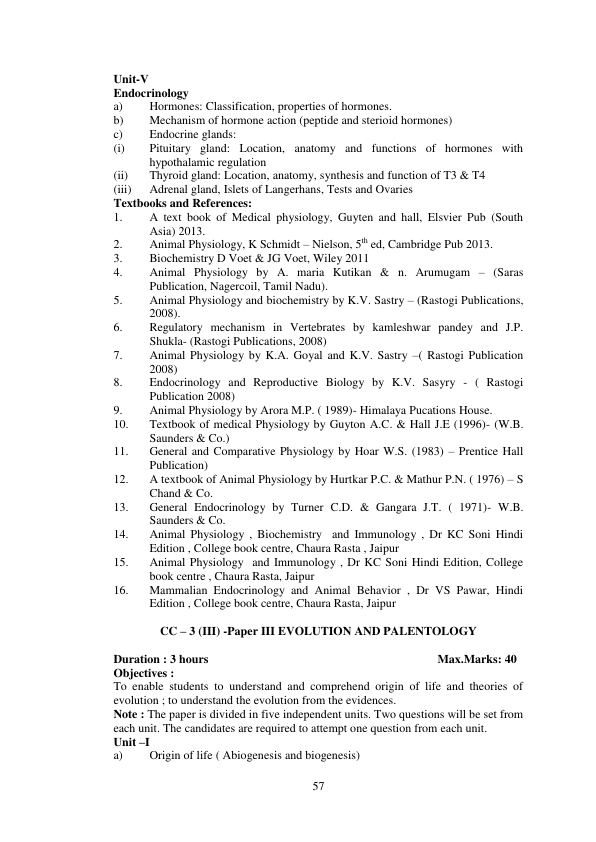 Unit-V
Endocrinology
a) Hormones: Classification, properties of hormones.
b) Mechanism of hormone action (peptide and sterioid hormones)
c) Endocrine glands:
(i) Pituitary gland: Location, anatomy and functions of hormones with
hypothalamic regulation
(ii) Thyroid gland: Location, anatomy, synthesis and function of T3 & T4
(iii) Adrenal gland, Islets of Langerhans, Tests and Ovaries
Textbooks and References:
1. A text book of Medical physiology, Guyten and hall, Elsvier Pub (South
Asia) 2013.
2. Animal Physiology, K Schmidt – Nielson, 5th ed, Cambridge Pub 2013.
3. Biochemistry D Voet & JG Voet, Wiley 2011
4. Animal Physiology by A. maria Kutikan & n. Arumugam – (Saras
Publication, Nagercoil, Tamil Nadu).
5. Animal Physiology and biochemistry by K.V. Sastry – (Rastogi Publications,
2008).
6. Regulatory mechanism in Vertebrates by kamleshwar pandey and J.P.
Shukla- (Rastogi Publications, 2008)
7. Animal Physiology by K.A. Goyal and K.V. Sastry –( Rastogi Publication
2008)
8. Endocrinology and Reproductive Biology by K.V. Sasyry - ( Rastogi
Publication 2008)
9. Animal Physiology by Arora M.P. ( 1989)- Himalaya Pucations House.
10. Textbook of medical Physiology by Guyton A.C. & Hall J.E (1996)- (W.B.
Saunders & Co.)
11. General and Comparative Physiology by Hoar W.S. (1983) – Prentice Hall
Publication)
12. A textbook of Animal Physiology by Hurtkar P.C. & Mathur P.N. ( 1976) – S
Chand & Co.
13. General Endocrinology by Turner C.D. & Gangara J.T. ( 1971)- W.B.
Saunders & Co.
14. Animal Physiology , Biochemistry and Immunology , Dr KC Soni Hindi
Edition , College book centre, Chaura Rasta , Jaipur
15. Animal Physiology and Immunology , Dr KC Soni Hindi Edition, College
book centre , Chaura Rasta, Jaipur
16. Mammalian Endocrinology and Animal Behavior , Dr VS Pawar, Hindi
Edition , College book centre, Chaura Rasta, Jaipur
CC – 3 (III) -Paper III EVOLUTION AND PALENTOLOGY
Duration : 3 hours Max.Marks: 40
Objectives :
To enable students to understand and comprehend origin of life and theories of
evolution ; to understand the evolution from the evidences.
Note : The paper is divided in five independent units. Two questions will be set from
each unit. The candidates are required to attempt one question from each unit.
Unit –I
a) Origin of life ( Abiogenesis and biogenesis)
57